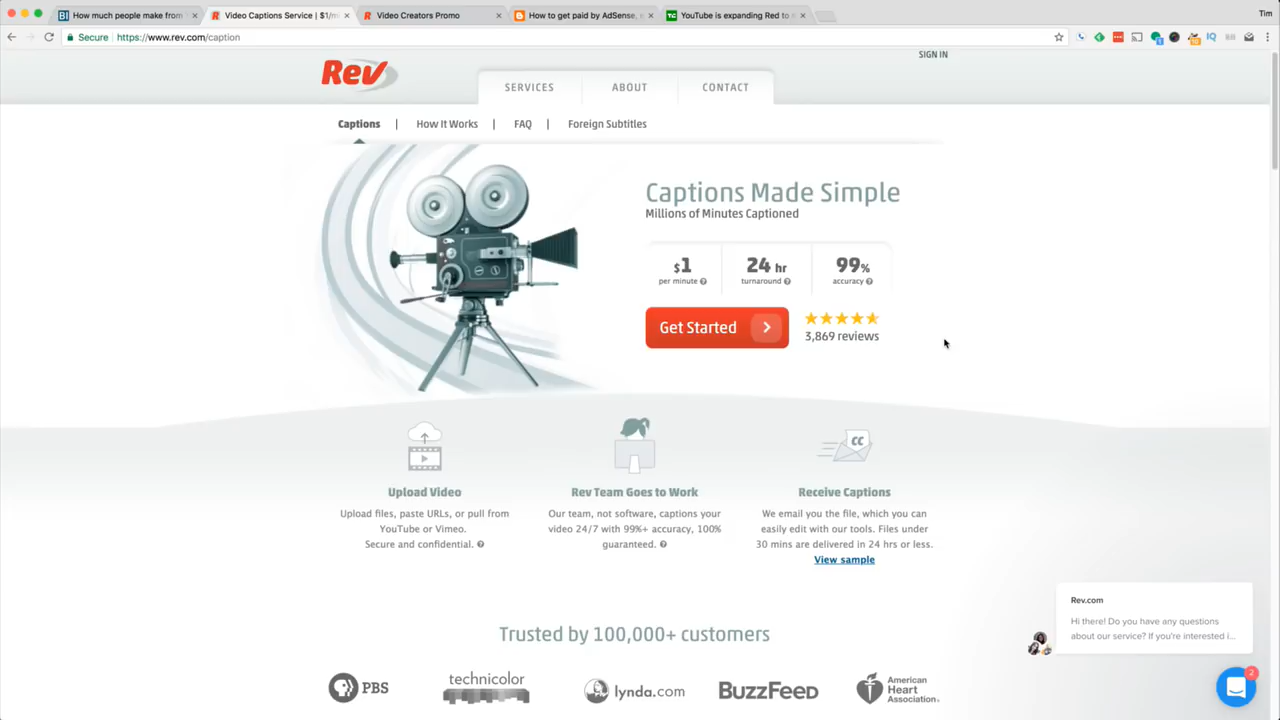 How much people make from
Video Captions Service | $1/m
Video Creators Promo
How to get paid by AdSense,
YouTube is expanding Red to m
Tim
Secure
https://www.rev.com/caption
SIGN IN
Rev
SERVICES
ABOUT
CONTACT
Captions | How It Works | FAQ | Foreign Subtitles
Captions Made Simple
Millions of Minutes Captioned
$1
per minute
24 hr
turnaround
99%
accuracy
Get Started
3,869 reviews
CC
Upload Video
Upload files, paste URLs, or pull from
YouTube or Vimeo.
Secure and confidential.
Rev Team Goes to Work
Our team, not software, captions your
video 24/7 with 99%+ accuracy, 100%
guaranteed.
Receive Captions
We email you the file, which you can
easily edit with our tools. Files under
30 mins are delivered in 24 hrs or less.
View sample
Rev.com
Hi there! Do you have any questions
about our service? If you're interested i...
2
Trusted by 100,000+ customers
PBS
technicolor
lynda.com
BUZZFEED
American
Heart
Association.